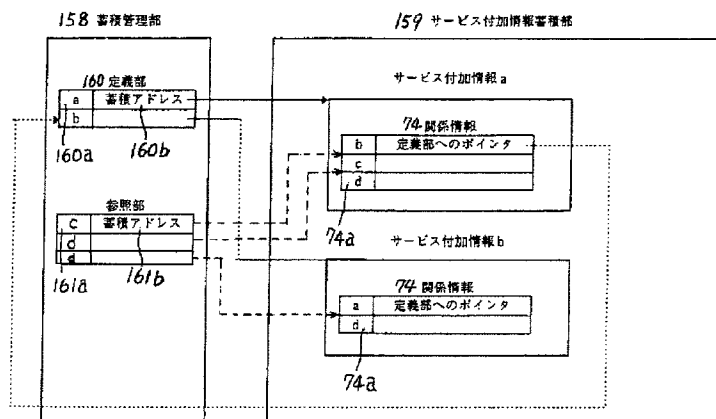 158 蓄積管理部
159 サービス付加情報蓄積部
160 定義部
a 蓄積アドレス
b
160a 160b
参照部
c 蓄積アドレス
d
d
161a 161b
サービス付加情報a
74 関係情報
b 定義部へのポインタ
c
d
74a
サービス付加情報b
74 関係情報
a 定義部へのポインタ
d
74a